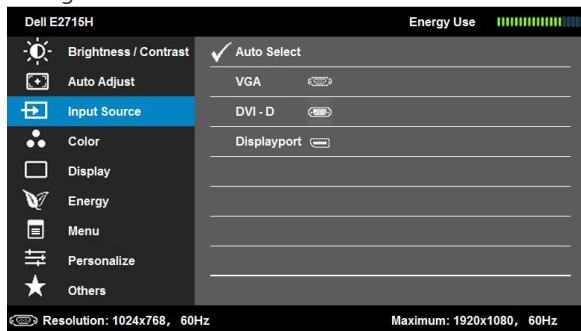 Dell E2715H Energy Use
Brightness / Contrast Auto Select
Auto Adjust VGA
Input Source DVI - D
Color Displayport
Display
Energy
Menu
Personalize
Others
Resolution: 1024x768, 60Hz Maximum: 1920x1080, 60Hz